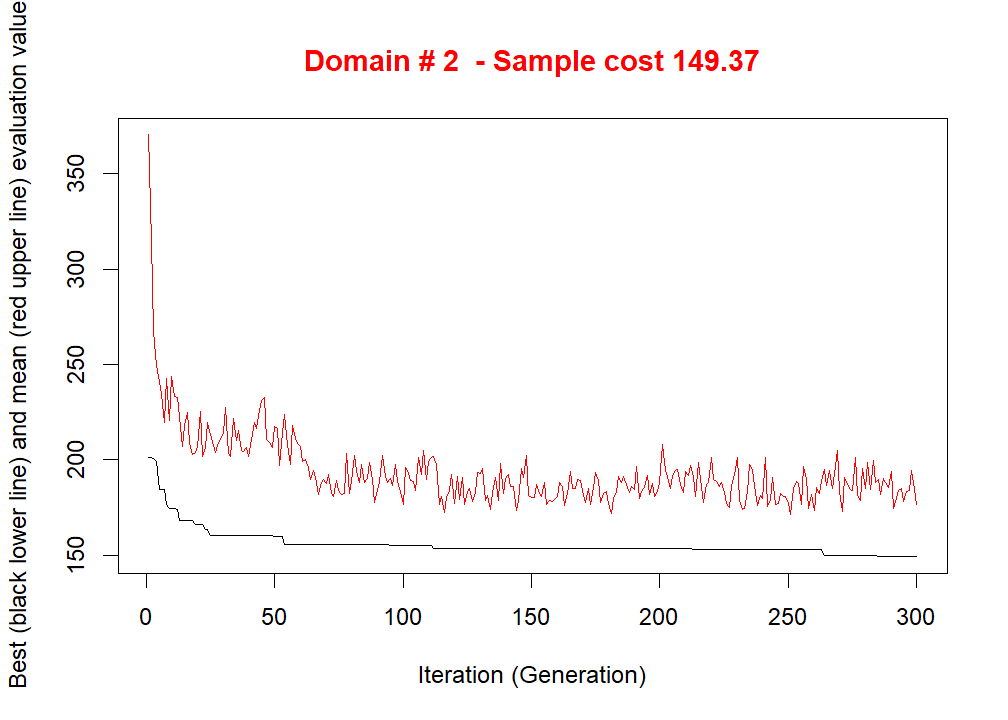 Domain # 2  - Sample cost 149.37
Best (black lower line) and mean (red upper line) evaluation value
350
300
250
200
150
0 50 100 150 200 250 300
Iteration (Generation)